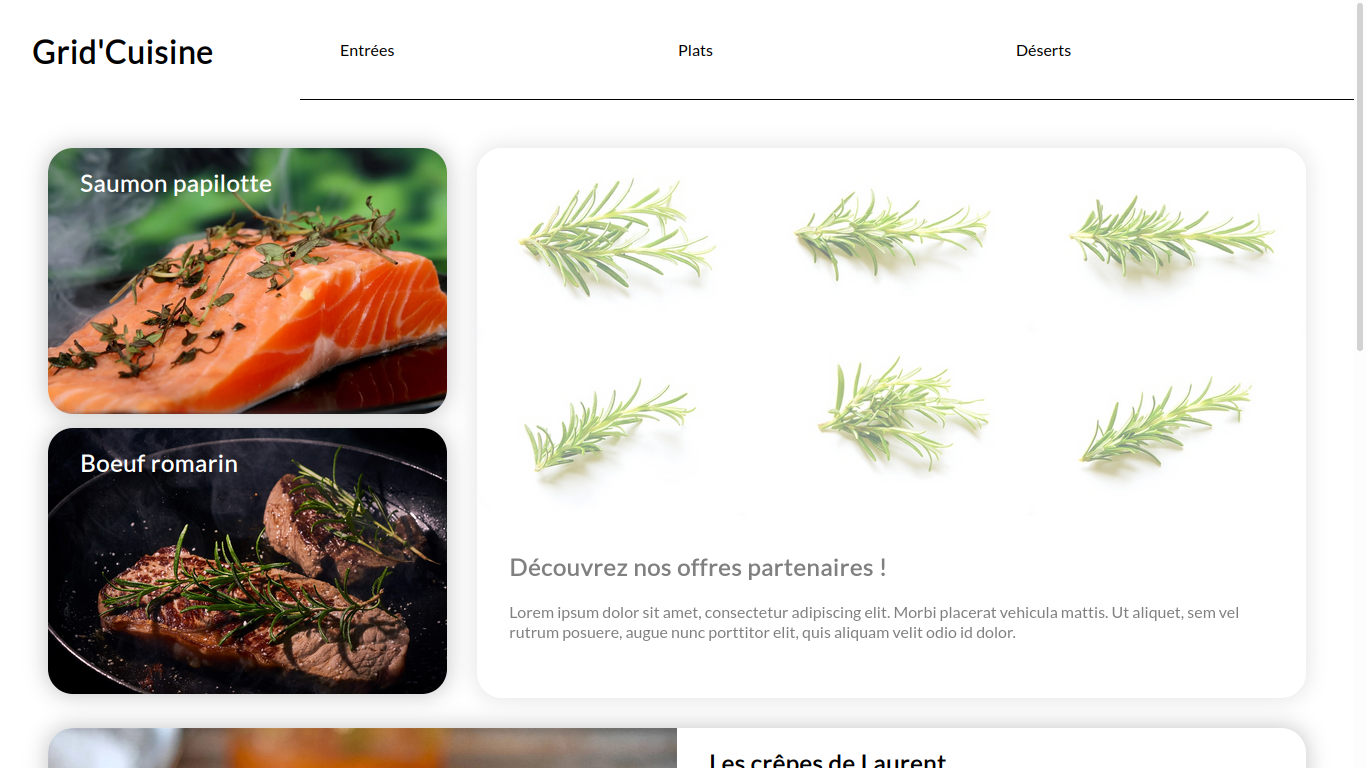 Grid'Cuisine
Entrées
Plats
Déserts
Saumon papilotte
Boeuf romarin
Découvrez nos offres partenaires !
Lorem ipsum dolor sit amet, consectetur adipiscing elit. Morbi placerat vehicula mattis. Ut aliquet, sem vel
rutrum posuere, augue nunc porttitor elit, quis aliquam velit odio id dolor.
Les crêpes de Laurent